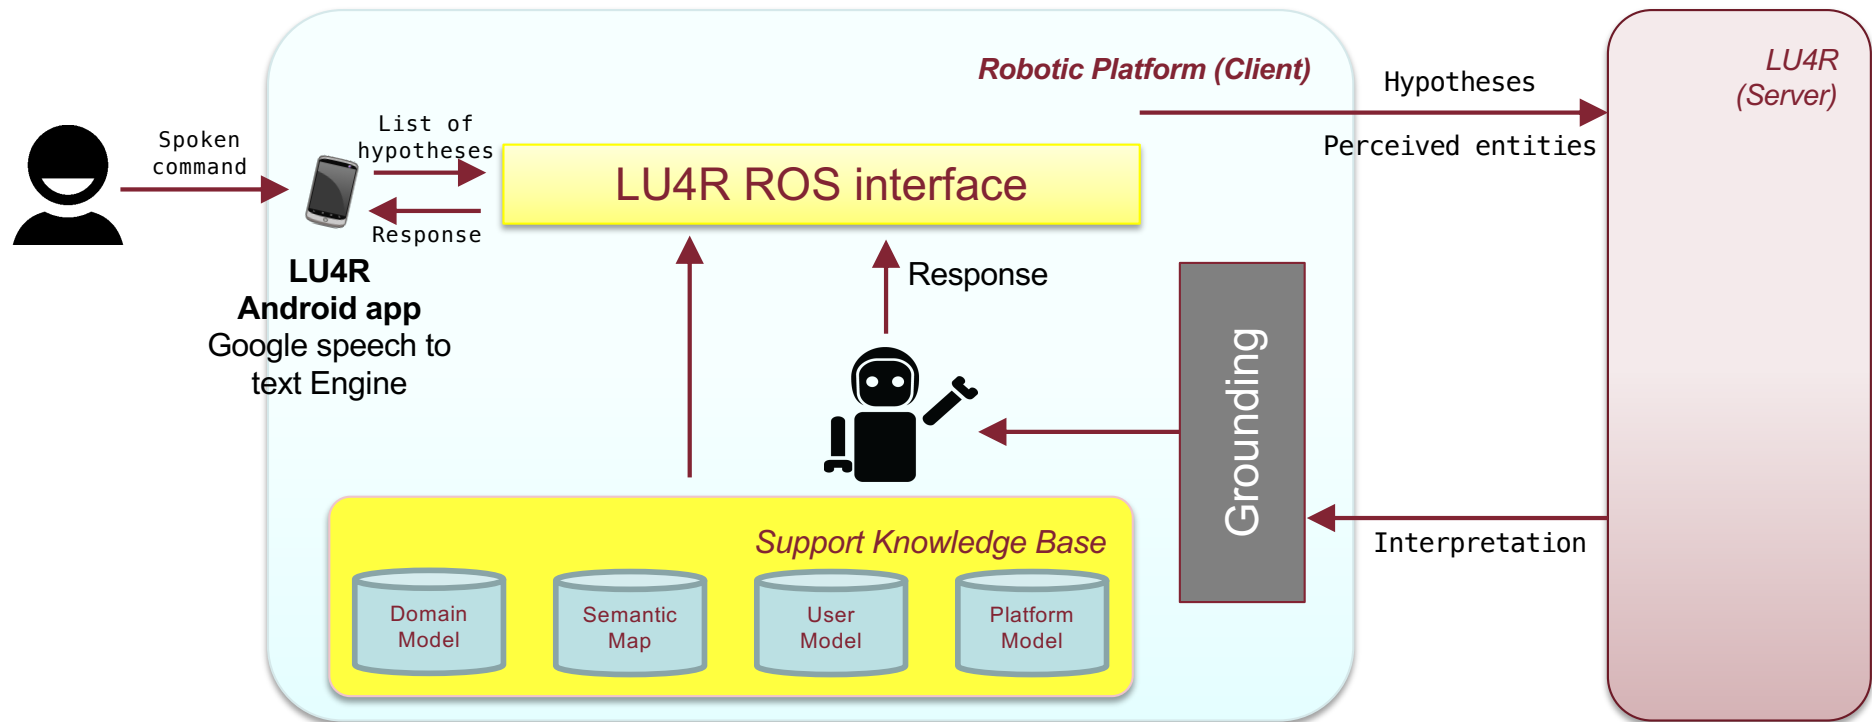 Robotic Platform (Client)
LU4R
(Server)
Hypotheses
Perceived entities
Spoken
command
List of
hypotheses
LU4R ROS interface
Response
LU4R
Android app
Google speech to
text Engine
Response
Grounding
Interpretation
Support Knowledge Base
Domain
Model
Semantic
Map
User
Model
Platform
Model